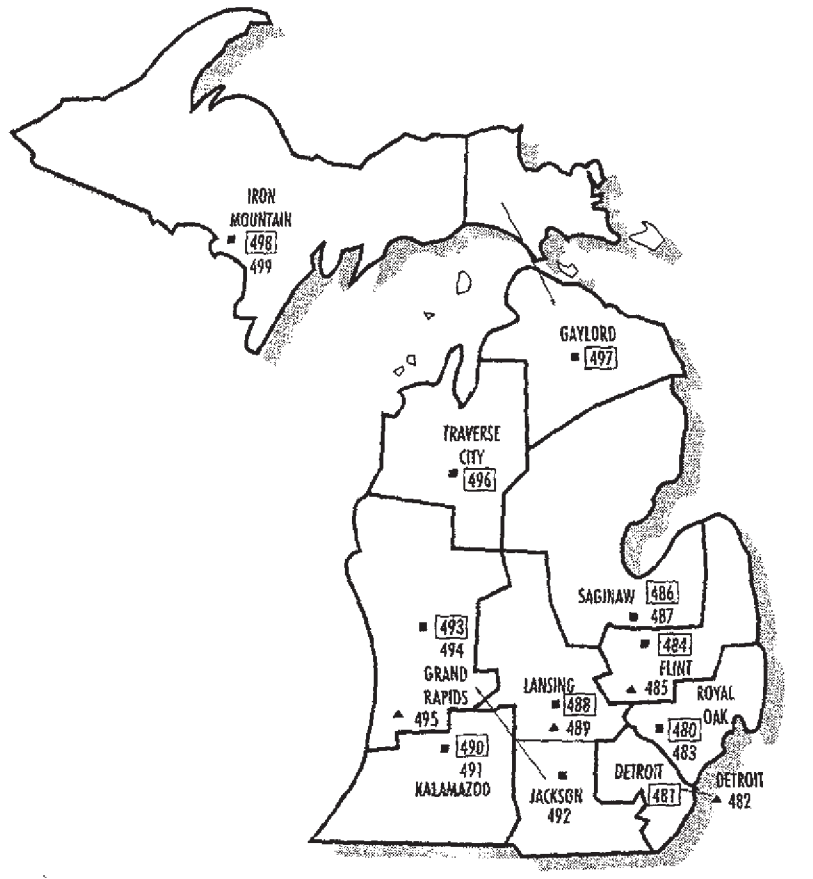 IRON
MOUNTAIN
498
499
GAYLORD
497
TRAVERSE
CITY
496
SAGINAW 486
487
493
494
GRAND
RAPIDS
495
484
FLINT
485
LANSING
488
489
ROYAL
OAK
480
483
490
491
KALAMAZOO
JACKSON
492
DETROIT
481
DETROIT
482